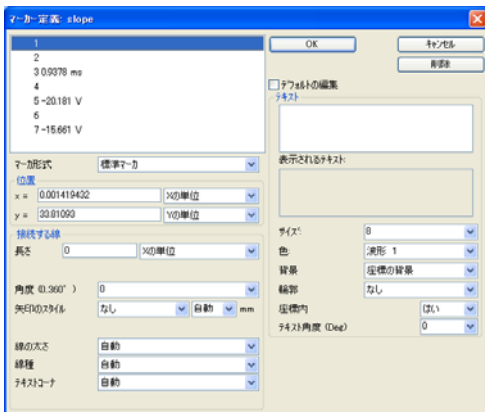 マーカー定義: slope
1
2
3 0.9378 ms
4
5 -20.181 V
6
7 -15.661 V
OK
キャンセル
削除
デフォルトの編集
テキスト
表示されるテキスト:
マーカ形式 標準マーカ
位置
x = 0.001419432 Xの単位
y = 33.81093 Yの単位
接続する線
長さ 0 Xの単位
角度 (0..360°) 0
矢印のスタイル なし 自動 mm
線の太さ 自動
線種 自動
テキストコーナ 自動
サイズ: 8
色: 波形 1
背景 座標の背景
輪郭 なし
座標内 はい
テキスト角度 (Deg) 0